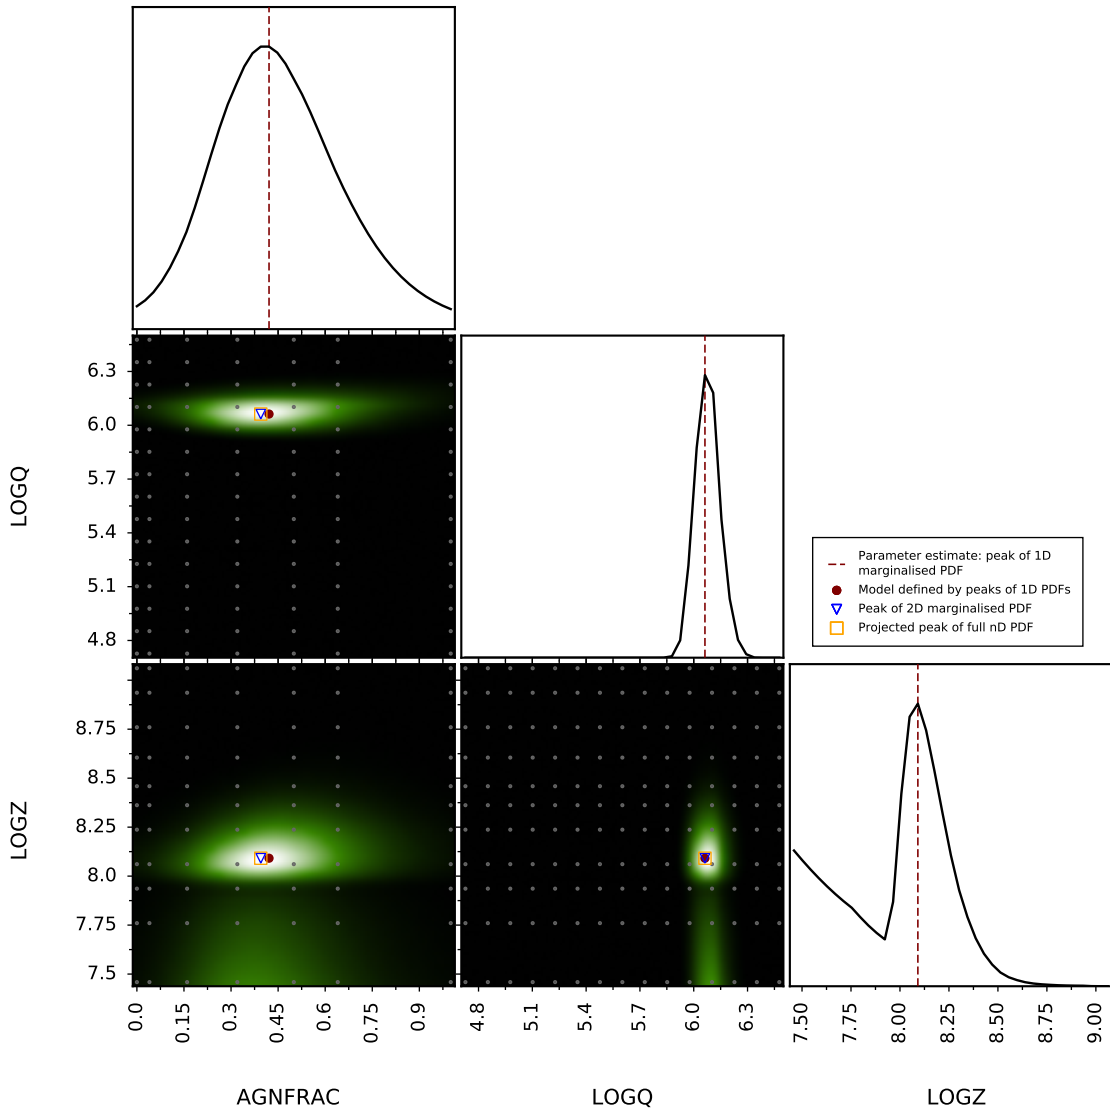 6.3
6.0
5.7
5.4
5.1
4.8
LOGQ
Parameter estimate: peak of 1D
marginalised PDF
Model defined by peaks of 1D PDFs
Peak of 2D marginalised PDF
Projected peak of full nD PDF
8.75
8.5
8.25
8.0
7.75
7.5
LOGZ
0.0 0.15 0.3 0.45 0.6 0.75 0.9
4.8 5.1 5.4 5.7 6.0 6.3
7.50 7.75 8.00 8.25 8.50 8.75 9.00
AGNFRAC LOGQ LOGZ